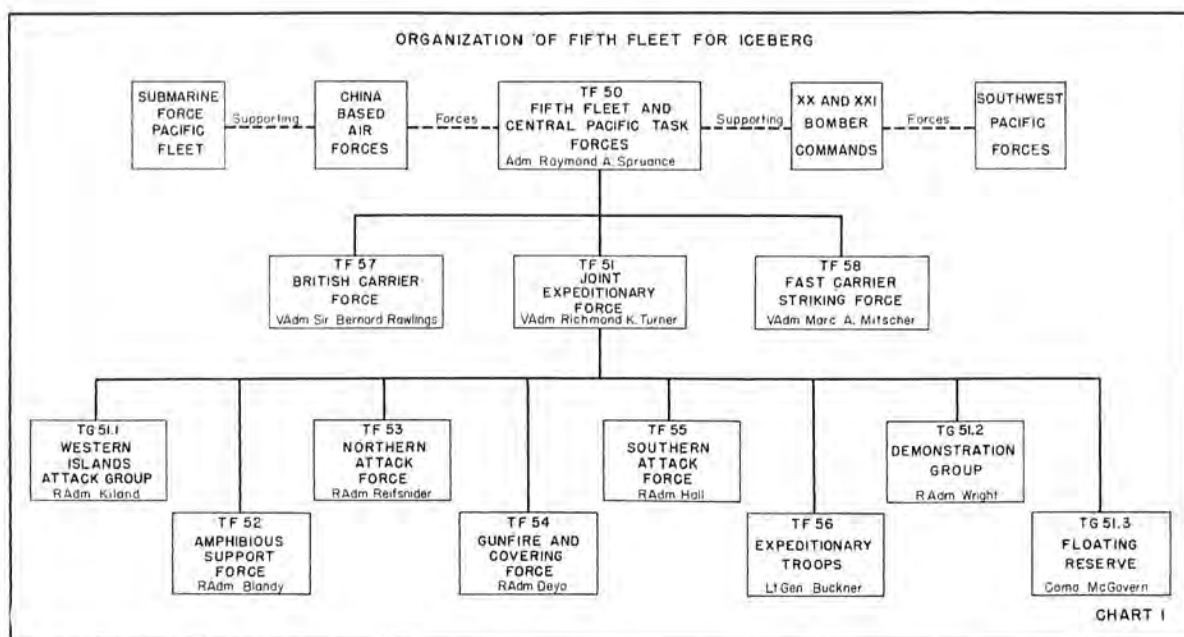 ORGANIZATION OF FIFTH FLEET FOR ICEBERG
SUBMARINE
FORCE
PACIFIC
FLEET
Supporting
CHINA
BASED
AIR
FORCES
Forces
TF 50
FIFTH FLEET AND
CENTRAL PACIFIC TASK
FORCES
Adm Raymond A. Spruance
Supporting
XX AND XXI
BOMBER
COMMANDS
Forces
SOUTHWEST
PACIFIC
FORCES
TF 57
BRITISH CARRIER
FORCE
VAdm Sir Bernard Rawlings
TF 51
JOINT
EXPEDITIONARY
FORCE
VAdm Richmond K. Turner
TF 58
FAST CARRIER
STRIKING FORCE
VAdm Marc A. Mitscher
TG 51.1
WESTERN
ISLANDS
ATTACK GROUP
RAdm Kiland
TF 53
NORTHERN
ATTACK
FORCE
RAdm Reifsnider
TF 55
SOUTHERN
ATTACK
FORCE
RAdm Hall
TG 51.2
DEMONSTRATION
GROUP
RAdm Wright
TF 52
AMPHIBIOUS
SUPPORT
FORCE
RAdm Blandy
TF 54
GUNFIRE AND
COVERING
FORCE
RAdm Deyo
TF 56
EXPEDITIONARY
TROOPS
Lt Gen Buckner
TG 51.3
FLOATING
RESERVE
Como McGovern
CHART I